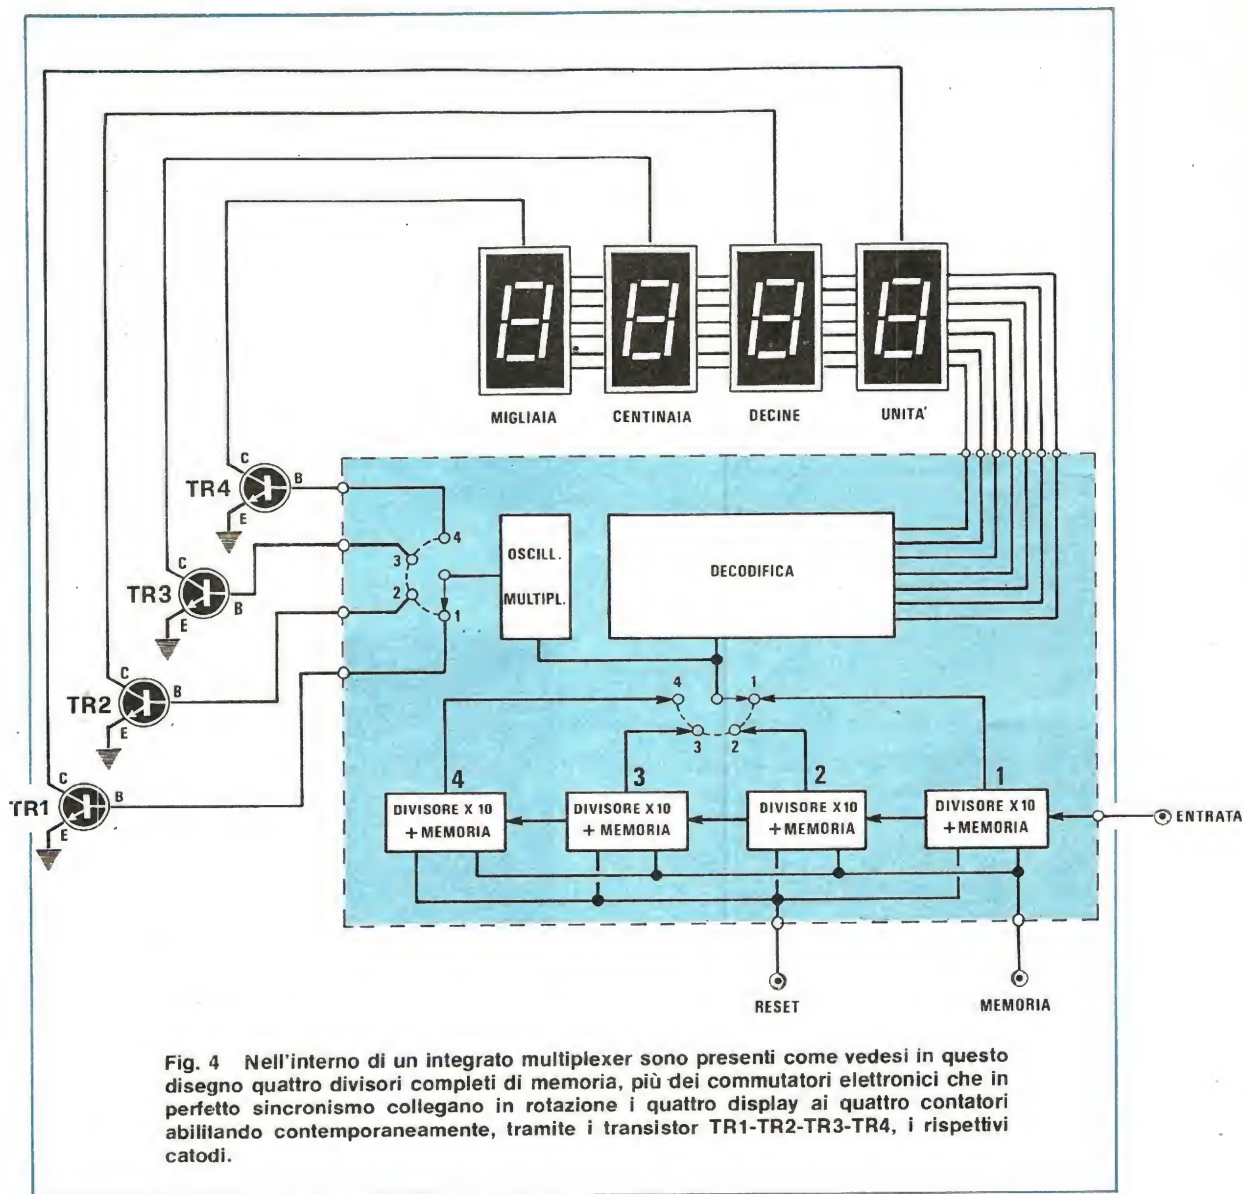 MIGLIAIA
CENTINAIA
DECINE
UNITA'
C
TR4
B
E
C
TR3
B
E
C
TR2
B
E
C
TR1
B
E
4
3
2
1
OSCILL.
MULTIPL.
DECODIFICA
4
1
3
2
4
3
2
1
DIVISORE X 10
+ MEMORIA
DIVISORE X 10
+ MEMORIA
DIVISORE X 10
+ MEMORIA
DIVISORE X 10
+ MEMORIA
ENTRATA
RESET
MEMORIA
Fig. 4 Nell'interno di un integrato multiplexer sono presenti come vedesi in questo
disegno quattro divisori completi di memoria, più dei commutatori elettronici che in
perfetto sincronismo collegano in rotazione i quattro display ai quattro contatori
abililando contemporaneamente, tramite i transistor TR1-TR2-TR3-TR4, i rispettivi
catodi.